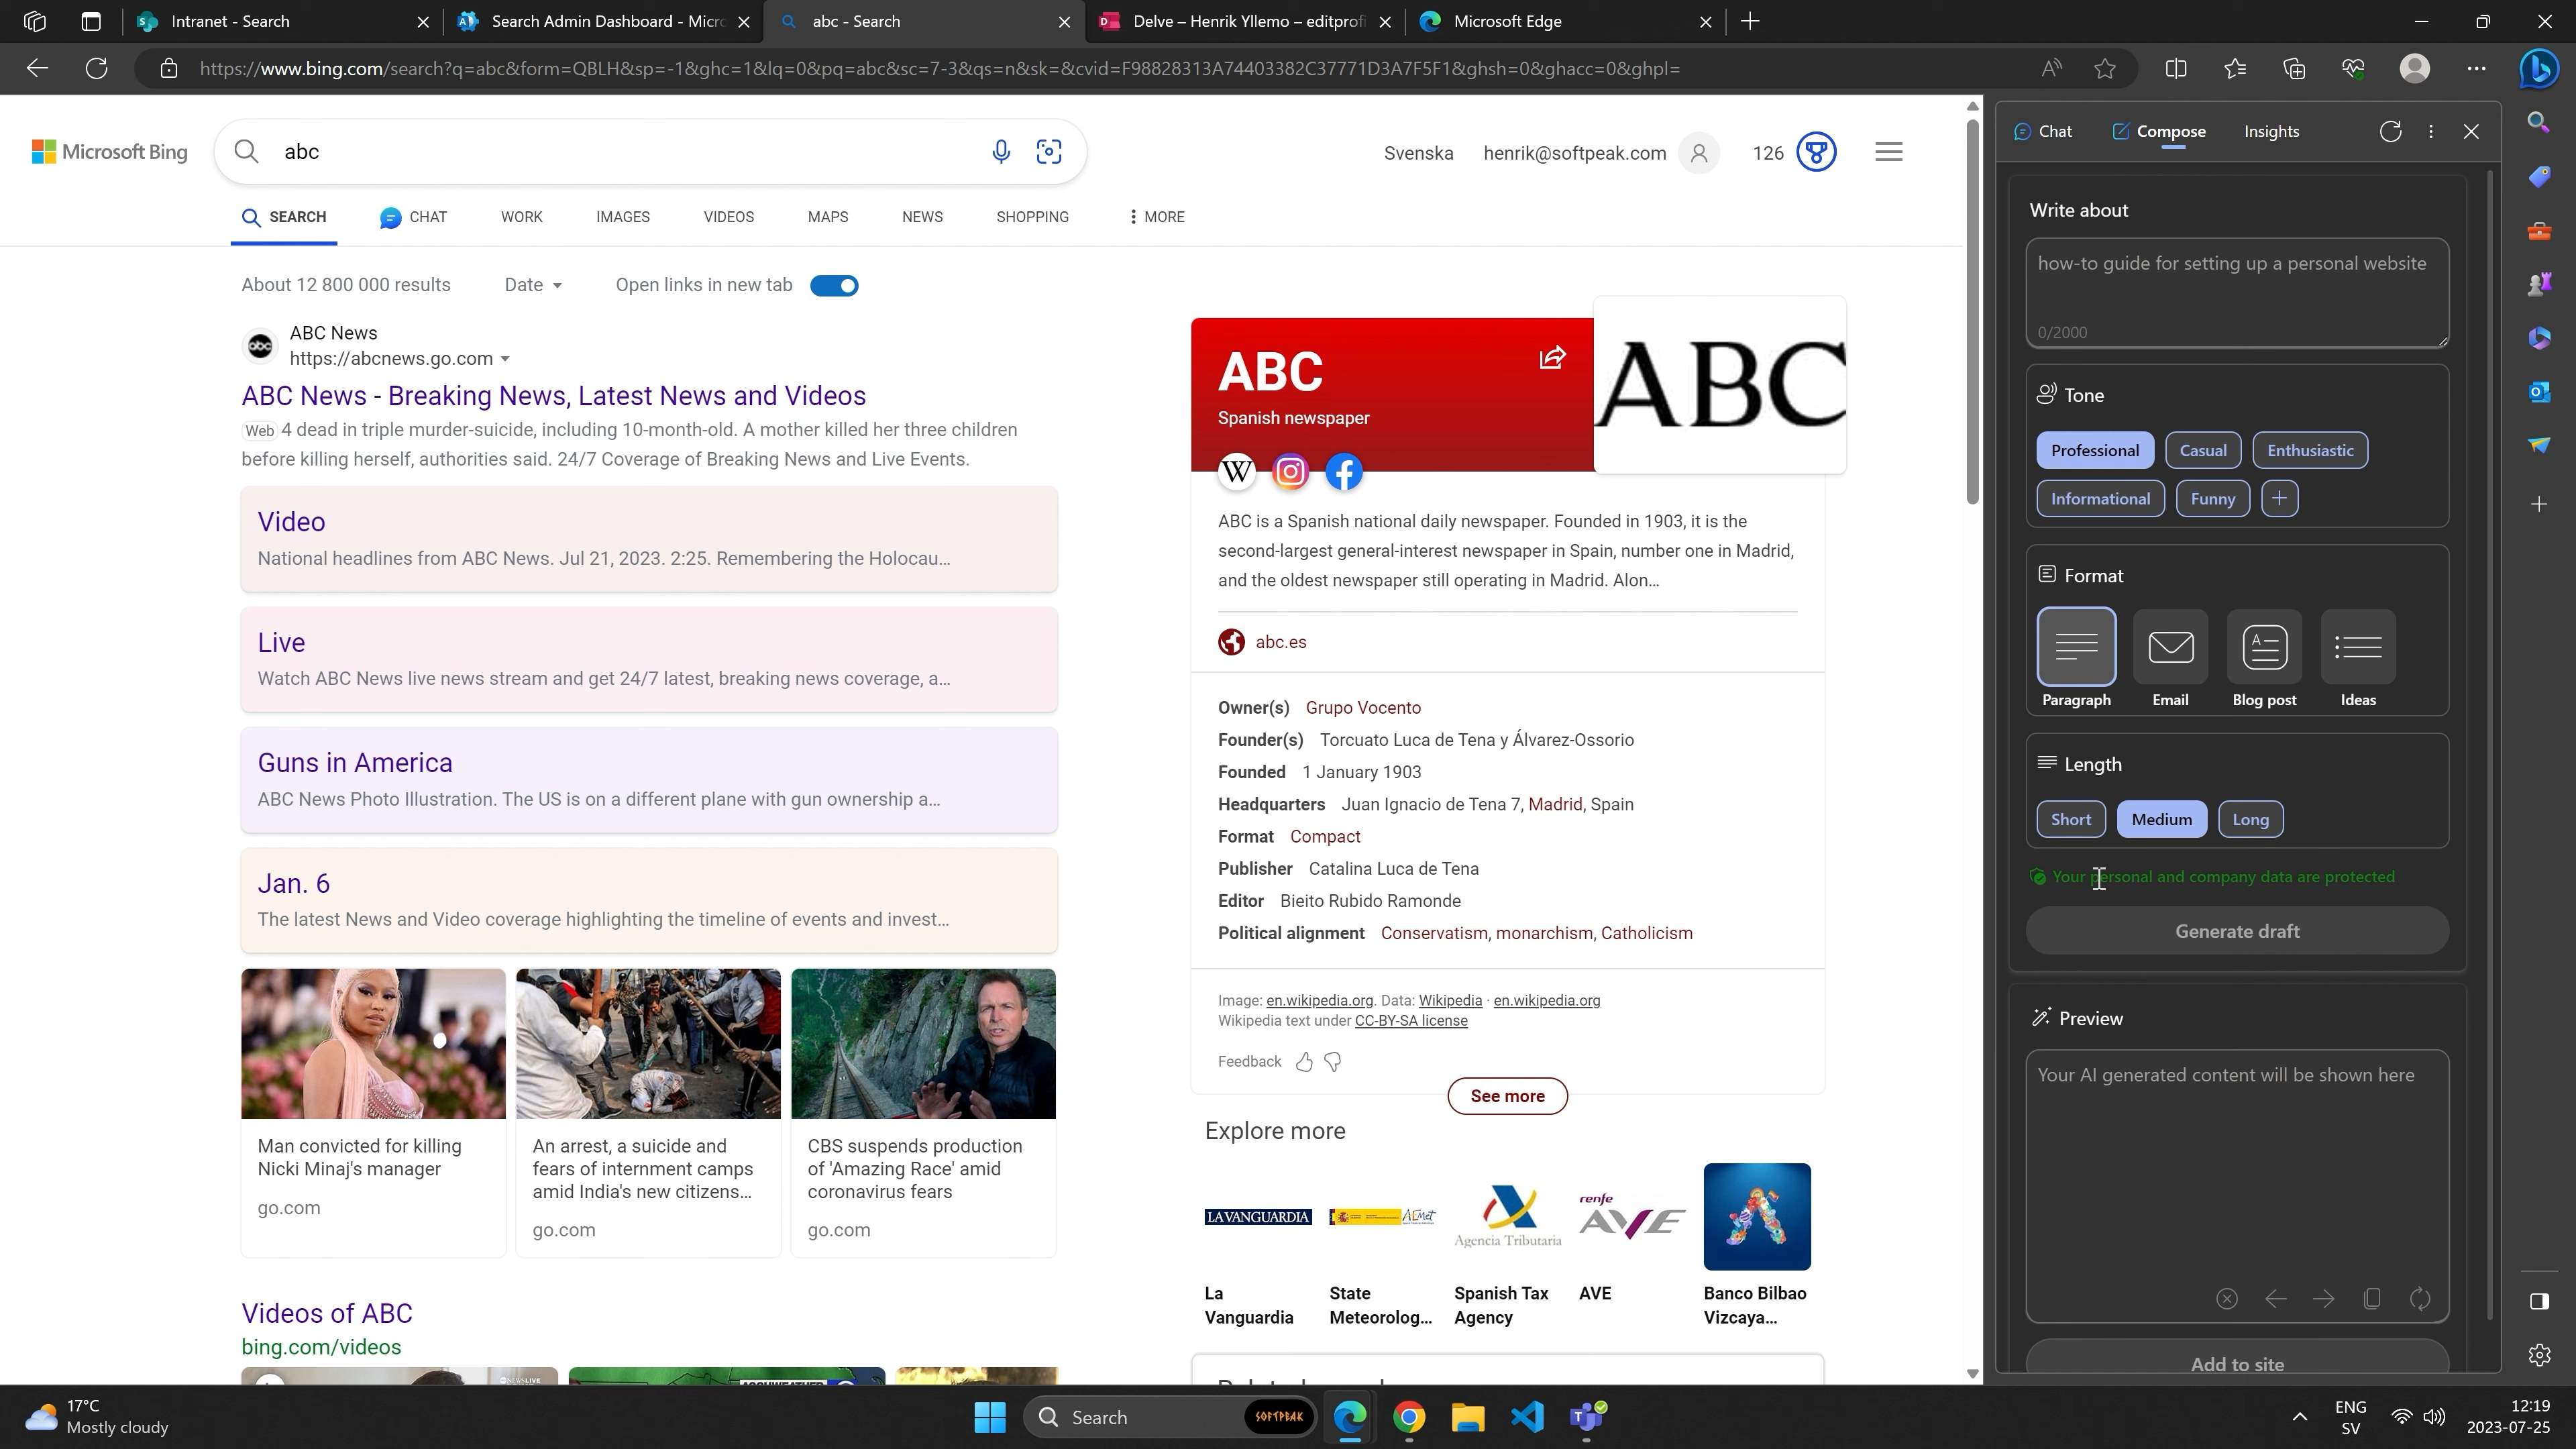 Intranet - Search
Search Admin Dashboard - Micro
abc - Search
Delve – Henrik Yllemo – editprofi
Microsoft Edge
https://www.bing.com/search?q=abc&form=QBLH&sp=-1&ghc=1&lq=0&pq=abc&sc=7-3&qs=n&sk=&cvid=F98828313A74403382C37771D3A7F5F1&ghsh=0&ghacc=0&ghpl=
Microsoft Bing
abc
Svenska
henrik@softpeak.com
126
SEARCH
CHAT
WORK
IMAGES
VIDEOS
MAPS
NEWS
SHOPPING
MORE
About 12 800 000 results
Date
Open links in new tab
abc
ABC News
https://abcnews.go.com
ABC News - Breaking News, Latest News and Videos
Web 4 dead in triple murder-suicide, including 10-month-old. A mother killed her three children
before killing herself, authorities said. 24/7 Coverage of Breaking News and Live Events.
Video
National headlines from ABC News. Jul 21, 2023. 2:25. Remembering the Holocau...
Live
Watch ABC News live news stream and get 24/7 latest, breaking news coverage, a...
Guns in America
ABC News Photo Illustration. The US is on a different plane with gun ownership a...
Jan. 6
The latest News and Video coverage highlighting the timeline of events and invest...
Man convicted for killing
Nicki Minaj's manager
go.com
An arrest, a suicide and
fears of internment camps
amid India's new citizens...
go.com
CBS suspends production
of 'Amazing Race' amid
coronavirus fears
go.com
Videos of ABC
bing.com/videos
ABC
Spanish newspaper
ABC
W
ABC is a Spanish national daily newspaper. Founded in 1903, it is the
second-largest general-interest newspaper in Spain, number one in Madrid,
and the oldest newspaper still operating in Madrid. Alon...
abc.es
Owner(s) Grupo Vocento
Founder(s) Torcuato Luca de Tena y Álvarez-Ossorio
Founded 1 January 1903
Headquarters Juan Ignacio de Tena 7, Madrid, Spain
Format Compact
Publisher Catalina Luca de Tena
Editor Bieito Rubido Ramonde
Political alignment Conservatism, monarchism, Catholicism
Image: en.wikipedia.org. Data: Wikipedia · en.wikipedia.org
Wikipedia text under CC-BY-SA license
Feedback
See more
Explore more
LA VANGUARDIA
AEmet
Agencia Tributaria
renfe
AVE
La
Vanguardia
State
Meteorolog...
Spanish Tax
Agency
AVE
Banco Bilbao
Vizcaya...
Chat
Compose
Insights
Write about
how-to guide for setting up a personal website
0/2000
Tone
Professional
Casual
Enthusiastic
Informational
Funny
Format
Paragraph
Email
Blog post
Ideas
Length
Short
Medium
Long
Your personal and company data are protected
Generate draft
Preview
Your AI generated content will be shown here
Add to site
17°C
Mostly cloudy
Search
SOFTPEAK
ENG
SV
12:19
2023-07-25